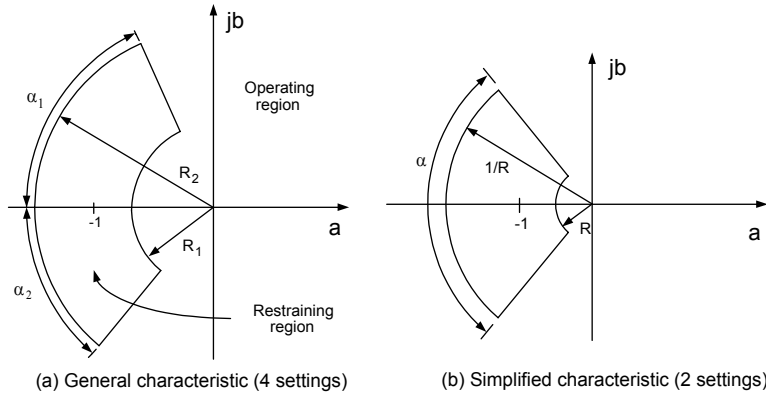 jb
α1
Operating
region
R2
-1
a
R1
α2
Restraining
region
(a) General characteristic (4 settings)
jb
α
1/R
-1
R
a
(b) Simplified characteristic (2 settings)